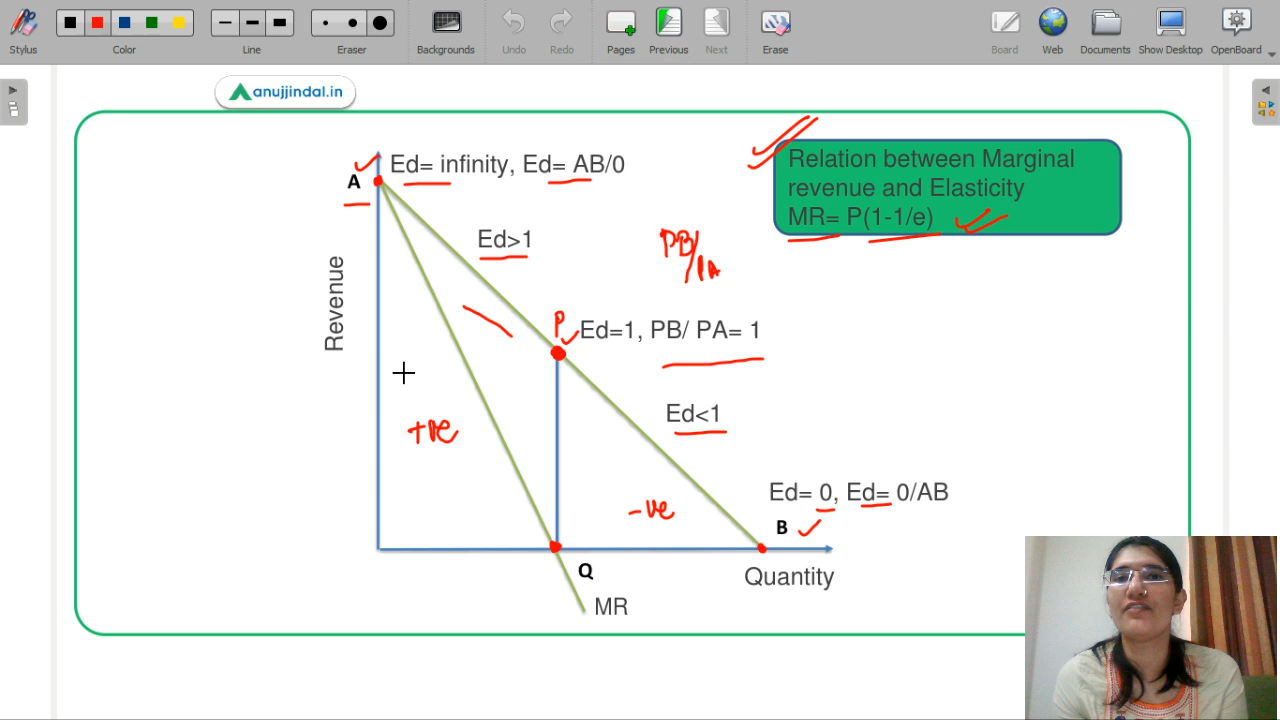 Stylus
Color
Line
Eraser
Backgrounds
Undo
Redo
Pages
Previous
Next
Erase
Board
Web
Documents
Show Desktop
OpenBoard
anujjindal.in
Relation between Marginal
revenue and Elasticity
MR= P(1-1/e)
A
Ed= infinity, Ed= AB/0
Ed>1
PB/PA
Revenue
P
Ed=1, PB/ PA= 1
Ed<1
+ve
-ve
Ed= 0, Ed= 0/AB
B
Q
Quantity
MR